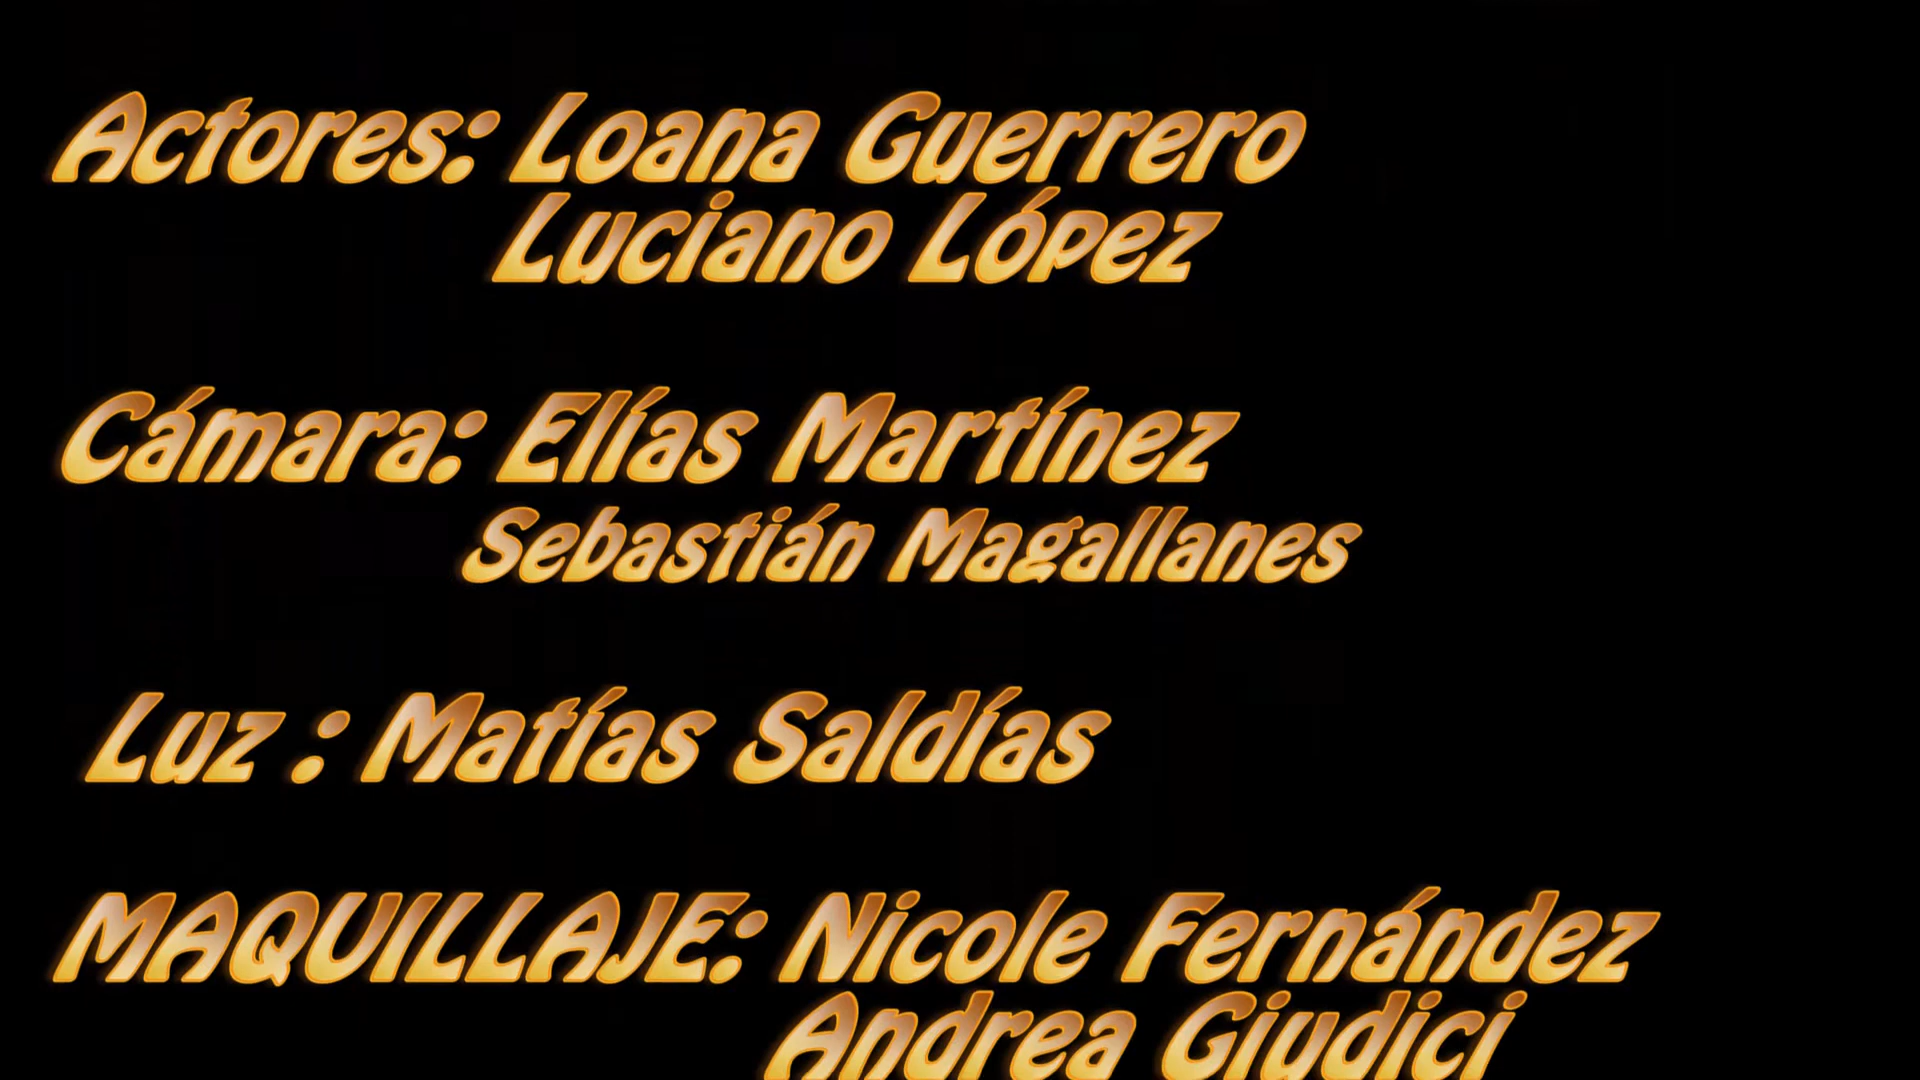 Actores: Loana Guerrero
Luciano López
Cámara: Elías Martínez
Sebastián Magallanes
Luz : Matías Saldías
MAQUILLAJE: Nicole Fernández
Andrea Giudici